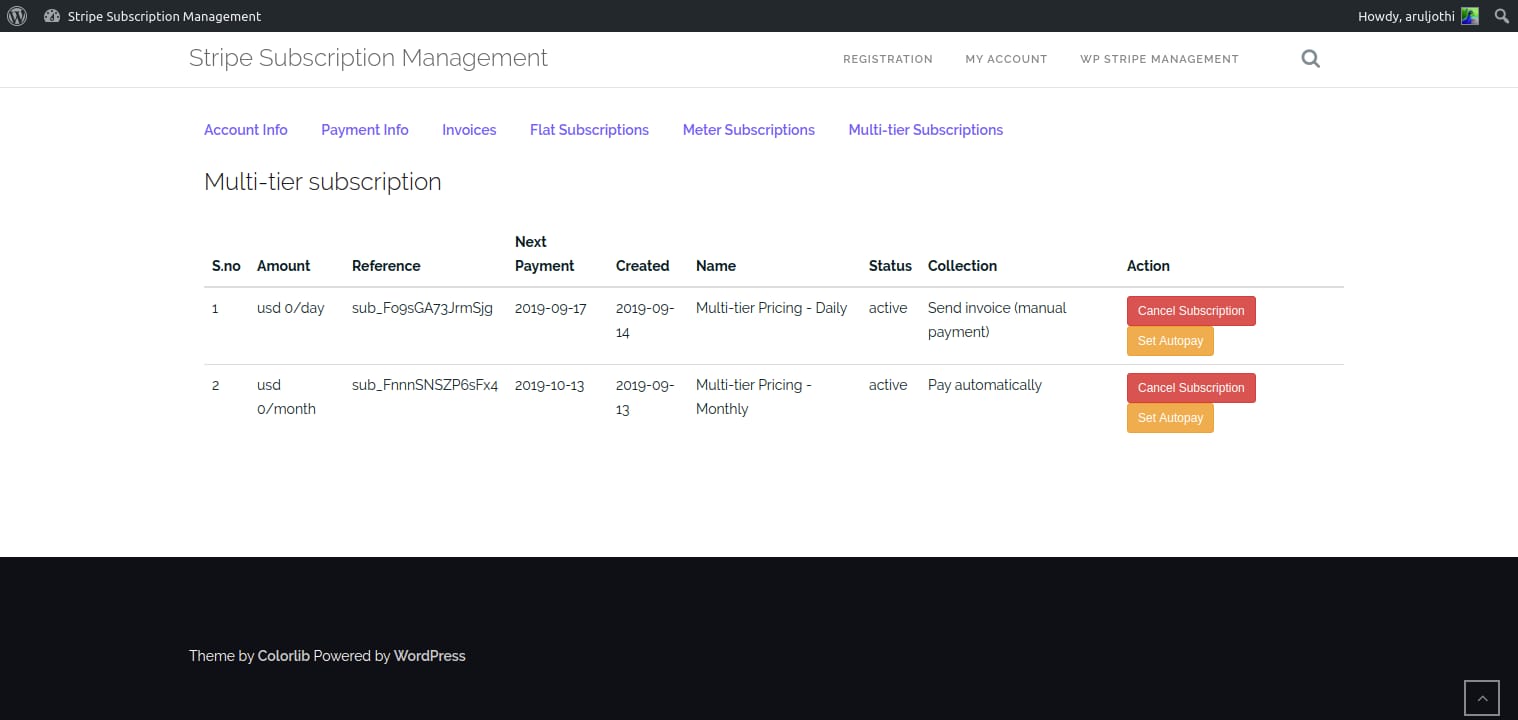 Stripe Subscription Management
Howdy, aruljothi
Stripe Subscription Management
REGISTRATION MY ACCOUNT WP STRIPE MANAGEMENT
Account Info Payment Info Invoices Flat Subscriptions Meter Subscriptions Multi-tier Subscriptions
Multi-tier subscription
Next
S.no Amount Reference Payment Created Name Status Collection Action
1 usd 0/day sub_Fo9sGA73JrmSjg 2019-09-17 2019-09- Multi-tier Pricing - Daily active Send invoice (manual Cancel Subscription
14 payment)
Set Autopay
2 usd sub_FnnnSNSZP6sFx4 2019-10-13 2019-09- Multi-tier Pricing - active Pay automatically Cancel Subscription
0/month 13 Monthly
Set Autopay
Theme by Colorlib Powered by WordPress